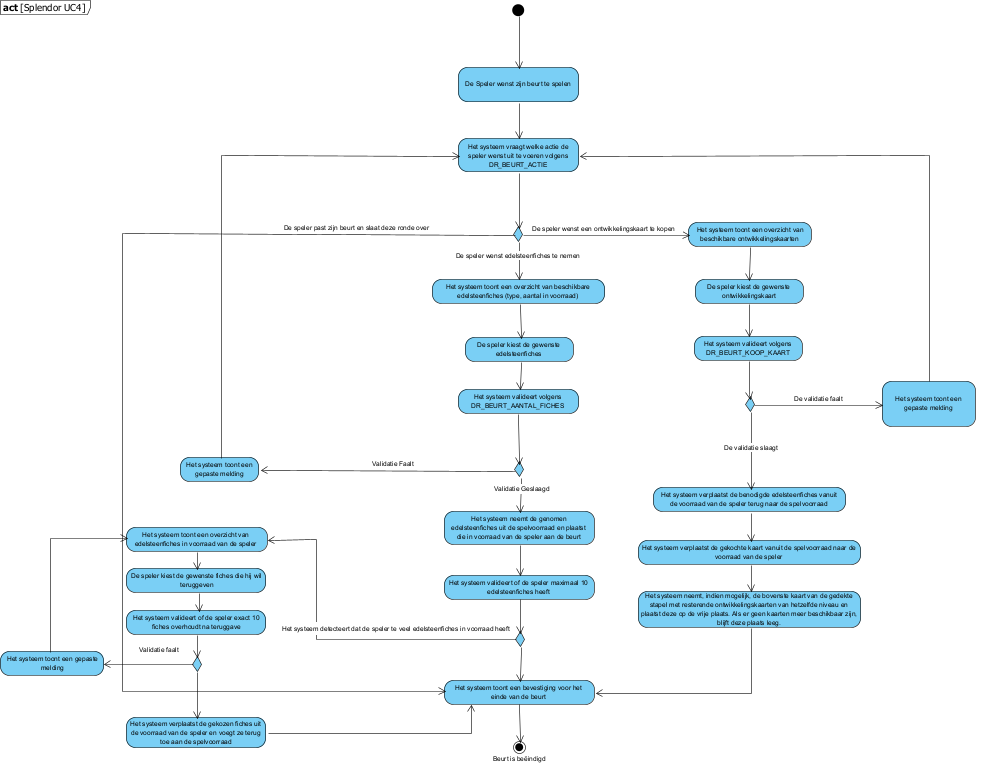 act [Splendor UC4]
De Speler wenst zijn beurt te spelen
Het systeem vraagt welke actie de
speler wenst uit te voeren volgens
DR_BEURT_ACTIE
De speler past zijn beurt en slaat deze ronde over
De speler wenst een ontwikkelingskaart te kopen
De speler wenst edelsteenfiches te nemen
Het systeem toont een overzicht van
beschikbare ontwikkelingskaarten
Het systeem toont een overzicht van beschikbare
edelsteenfiches (type, aantal in voorraad)
De speler kiest de gewenste
ontwikkelingskaart
De speler kiest de gewenste
edelsteenfiches
Het systeem valideert volgens
DR_BEURT_KOOP_KAART
Het systeem valideert volgens
DR_BEURT_AANTAL_FICHES
De validatie faalt
Het systeem toont een
gepaste melding
De validatie slaagt
Validatie Faalt
Het systeem toont een
gepaste melding
Validatie Geslaagd
Het systeem verplaatst de benodigde edelsteenfiches vanuit
de voorraad van de speler terug naar de spelvoorraad
Het systeem neemt de genomen
edelsteenfiches uit de spelvoorraad en plaatst
die in voorraad van de speler aan de beurt
Het systeem toont een overzicht van
edelsteenfiches in voorraad van de speler
Het systeem verplaatst de gekochte kaart vanuit de spelvoorraad naar de
voorraad van de speler
De speler kiest de gewenste fiches die hij wil
teruggeven
Het systeem valideert of de speler maximaal 10
edelsteenfiches heeft
Het systeem neemt, indien mogelijk, de bovenste kaart van de gedekte
stapel met resterende ontwikkelingskaarten van hetzelfde niveau en
plaatst deze op de vrije plaats. Als er geen kaarten meer beschikbaar zijn,
blijft deze plaats leeg.
Het systeem valideert of de speler exact 10
fiches overhoudt na teruggave
Het systeem detecteert dat de speler te veel edelsteenfiches in voorraad heeft
Validatie faalt
Het systeem toont een gepaste
melding
Het systeem toont een bevestiging voor het
einde van de beurt
Het systeem verplaatst de gekozen fiches uit
de voorraad van de speler en voegt ze terug
toe aan de spelvoorraad
Beurt is beëindigd